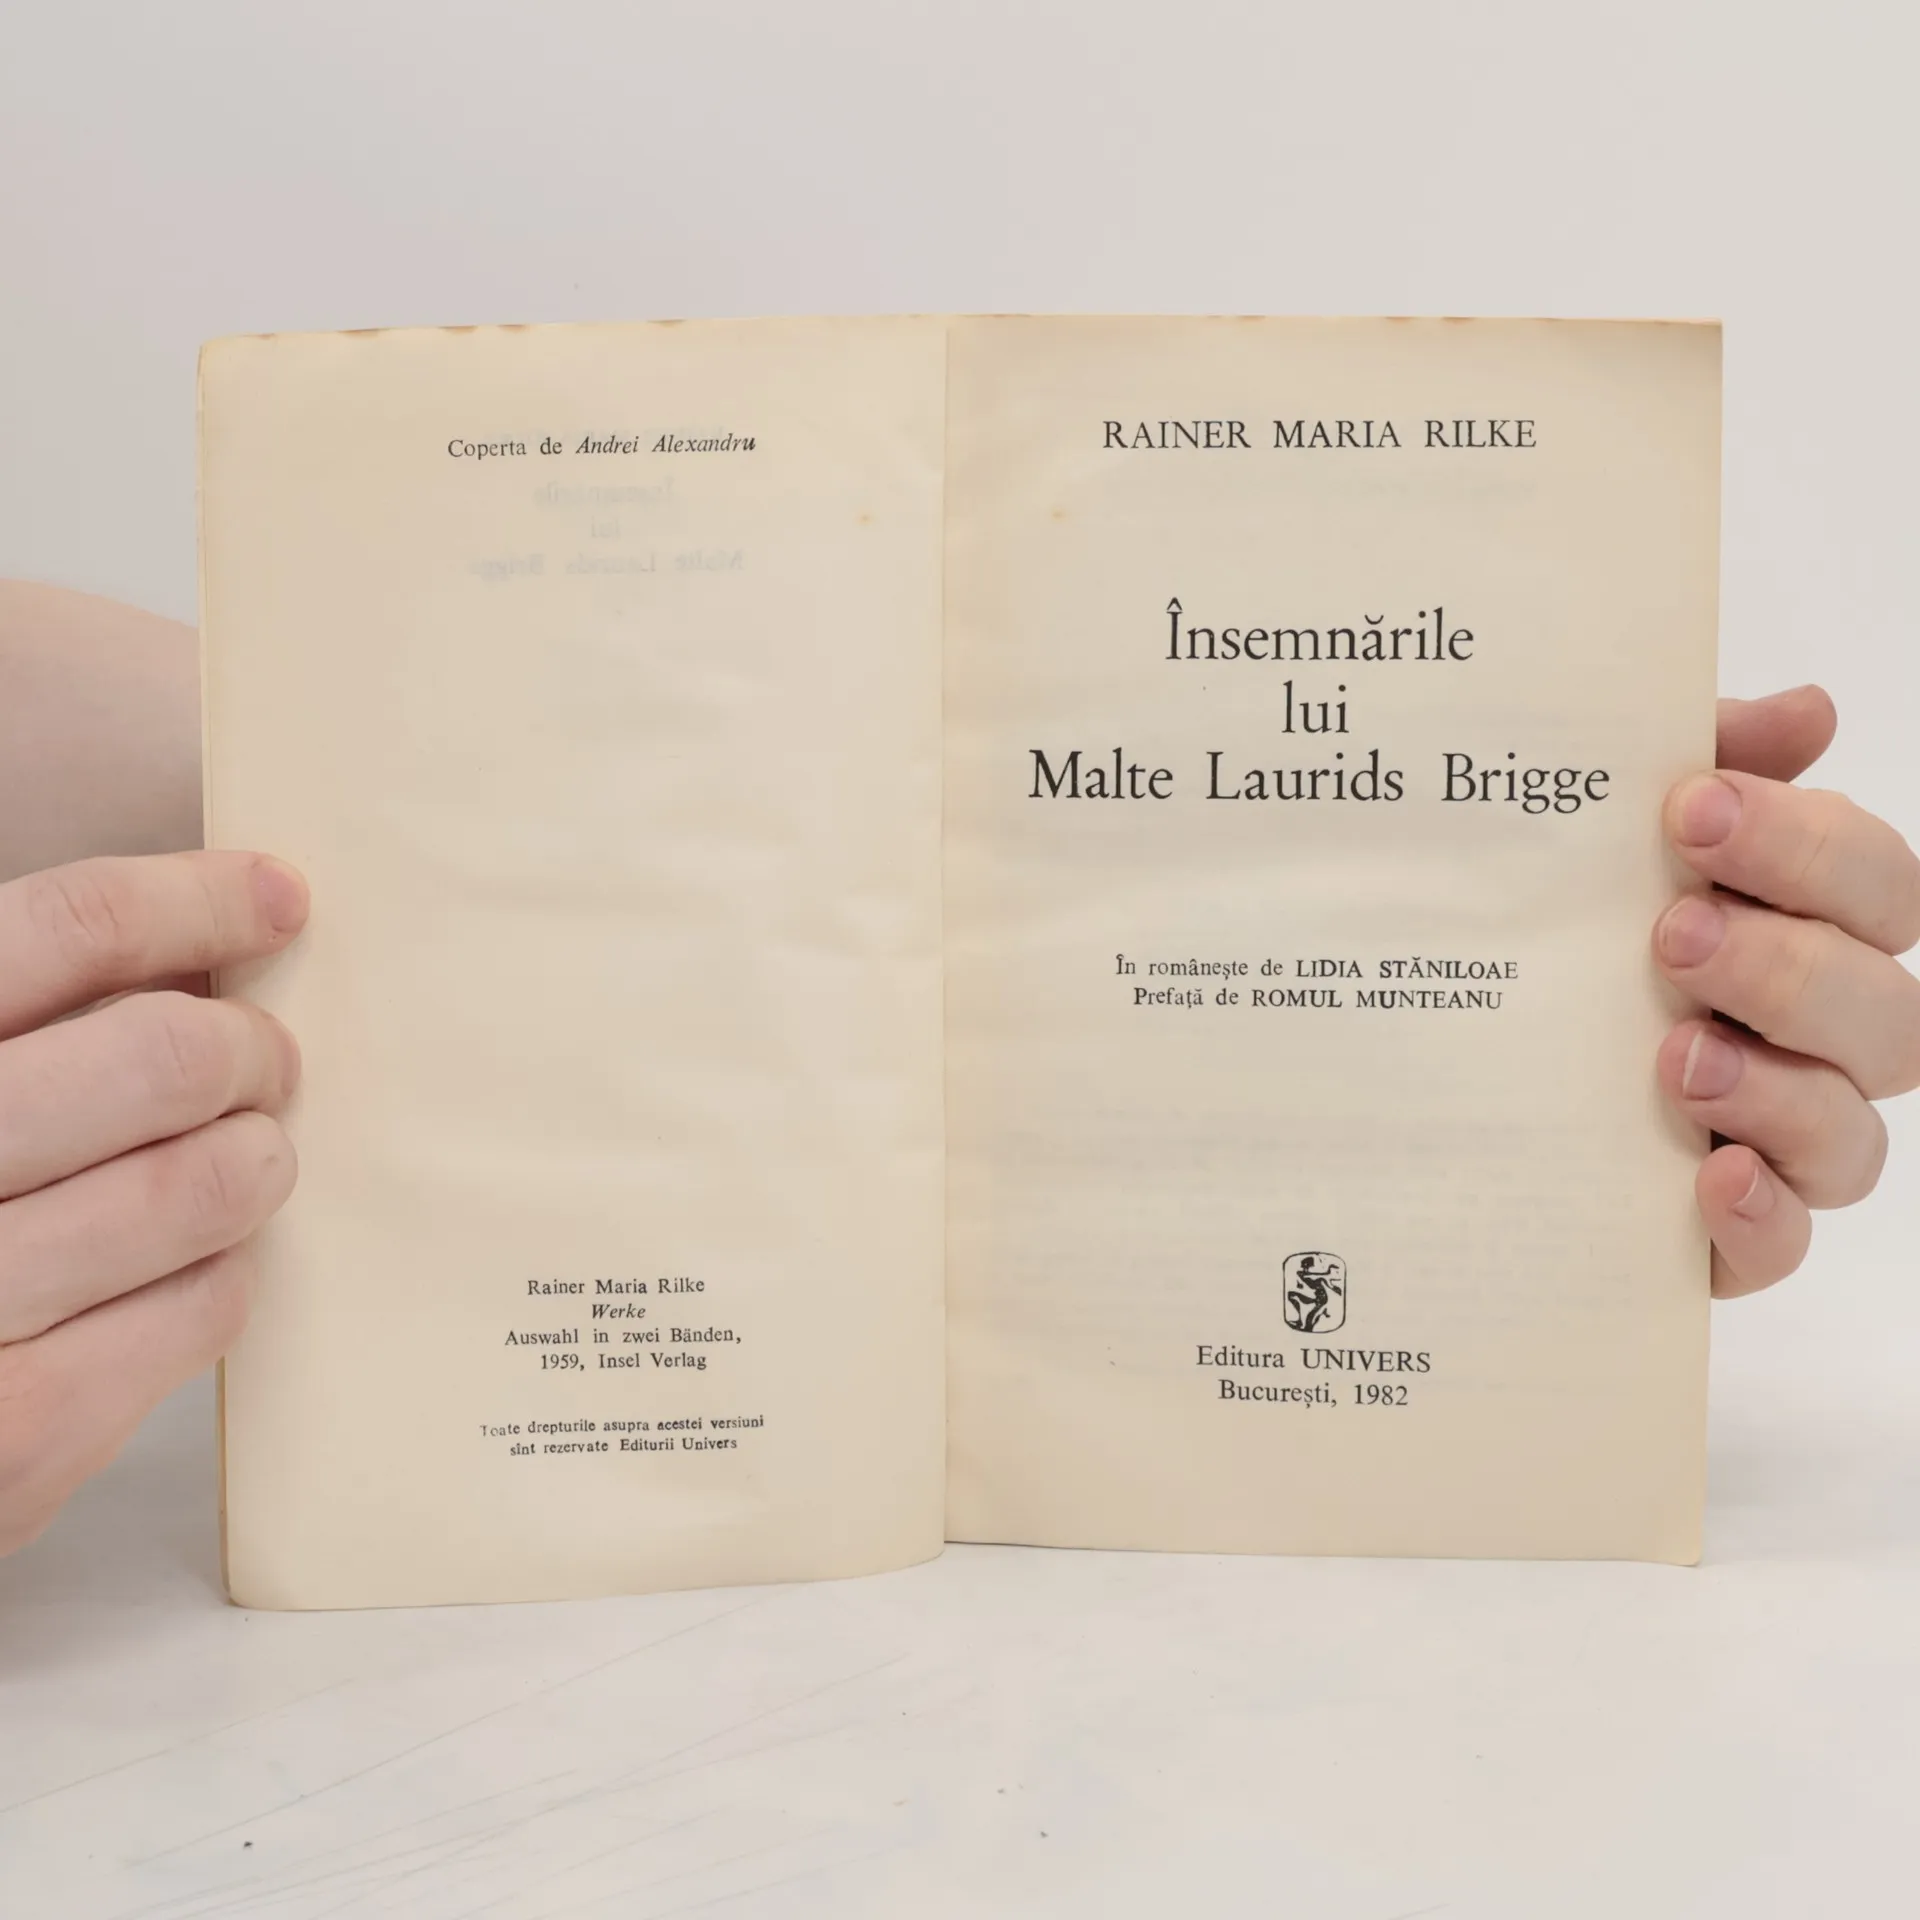 Coperta de Andrei Alexandru
Rainer Maria Rilke
Werke
Auswahl in zwei Bänden,
1959, Insel Verlag
Toate drepturile asupra acestei versiuni
sînt rezervate Editurii Univers
RAINER MARIA RILKE
Însemnările
lui
Malte Laurids Brigge
În românește de LIDIA STĂNILOAE
Prefață de ROMUL MUNTEANU
Editura UNIVERS
București, 1982